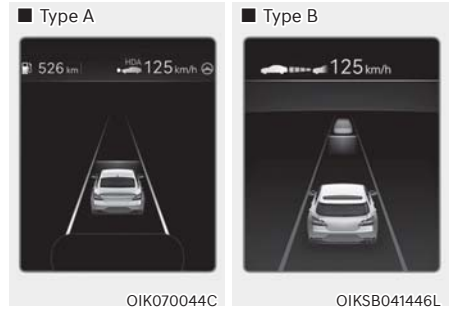 ■ Type A
■ Type B
526 km
HDA
125 km/h
125 km/h
OIK070044C
OIKSB041446L